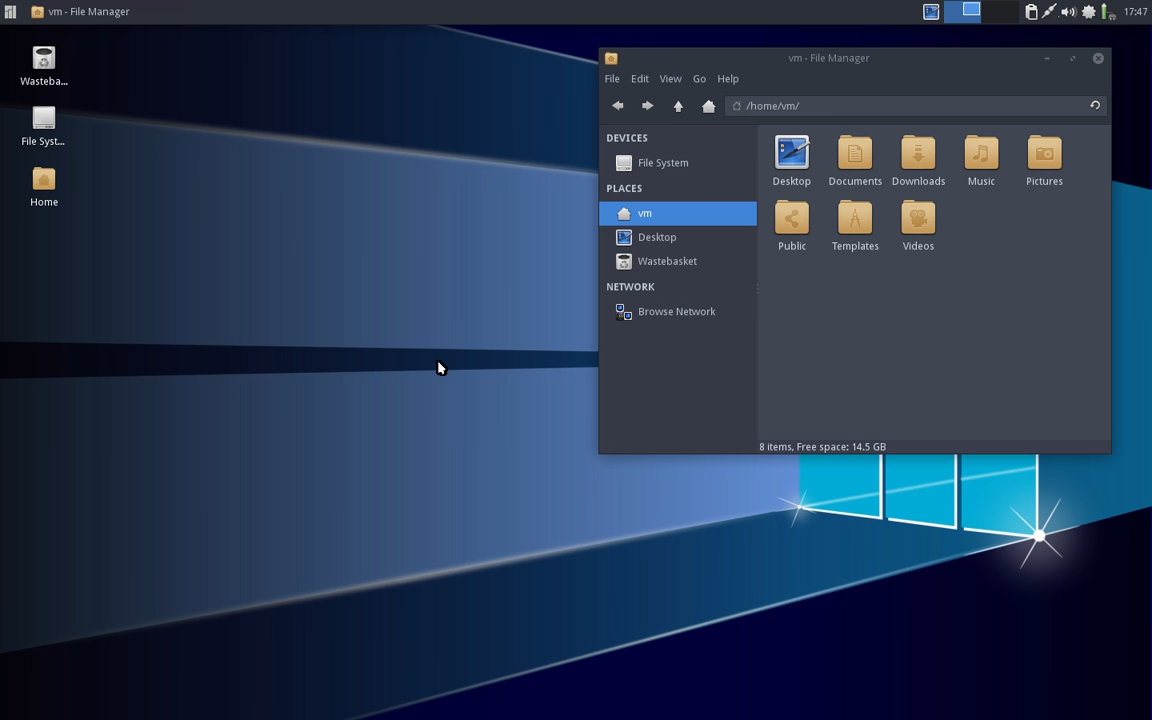 vm - File Manager
17:47
Wasteba...
File Syst...
Home
vm - File Manager
File Edit View Go Help
/home/vm/
DEVICES
File System
PLACES
vm
Desktop
Wastebasket
NETWORK
Browse Network
Desktop Documents Downloads Music Pictures
Public Templates Videos
8 items, Free space: 14.5 GB